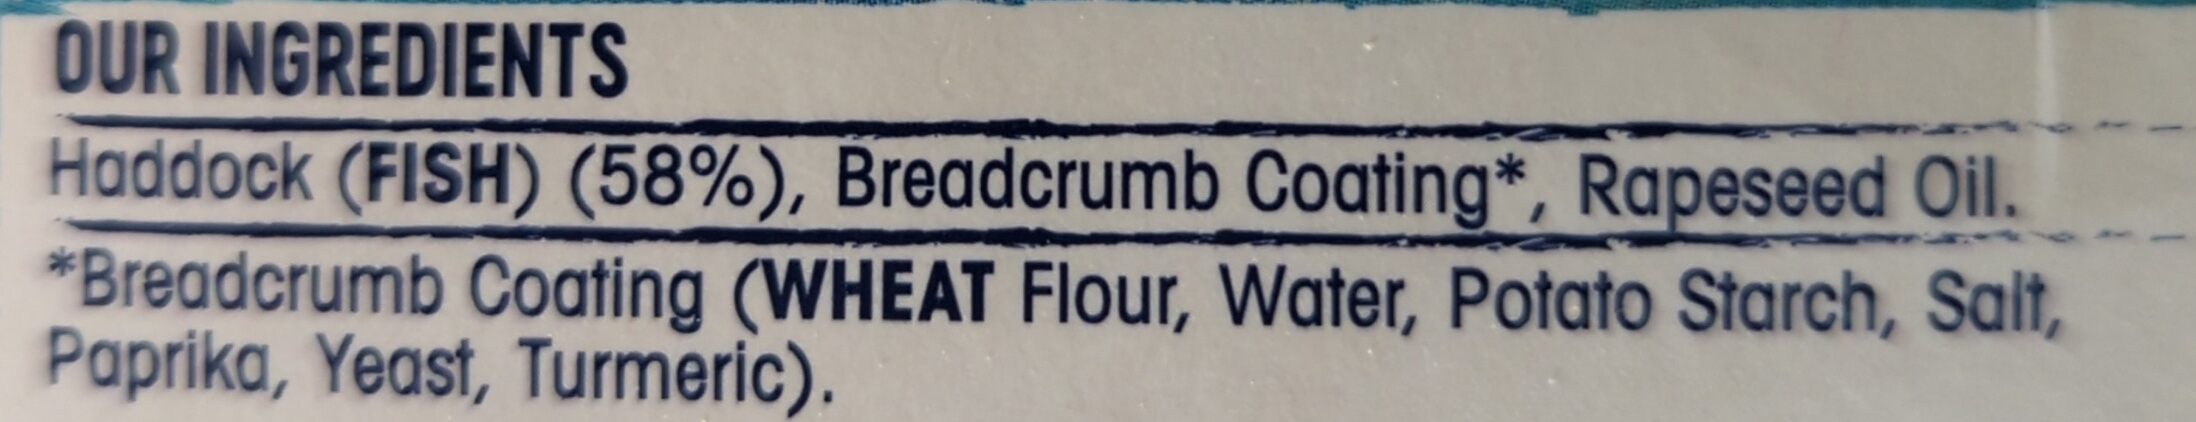 OUR INGREDIENTS
Haddock (FISH) (58%), Breadcrumb Coating*, Rapeseed Oil.
*Breadcrumb Coating (WHEAT Flour, Water, Potato Starch, Salt,
Paprika, Yeast, Turmeric).